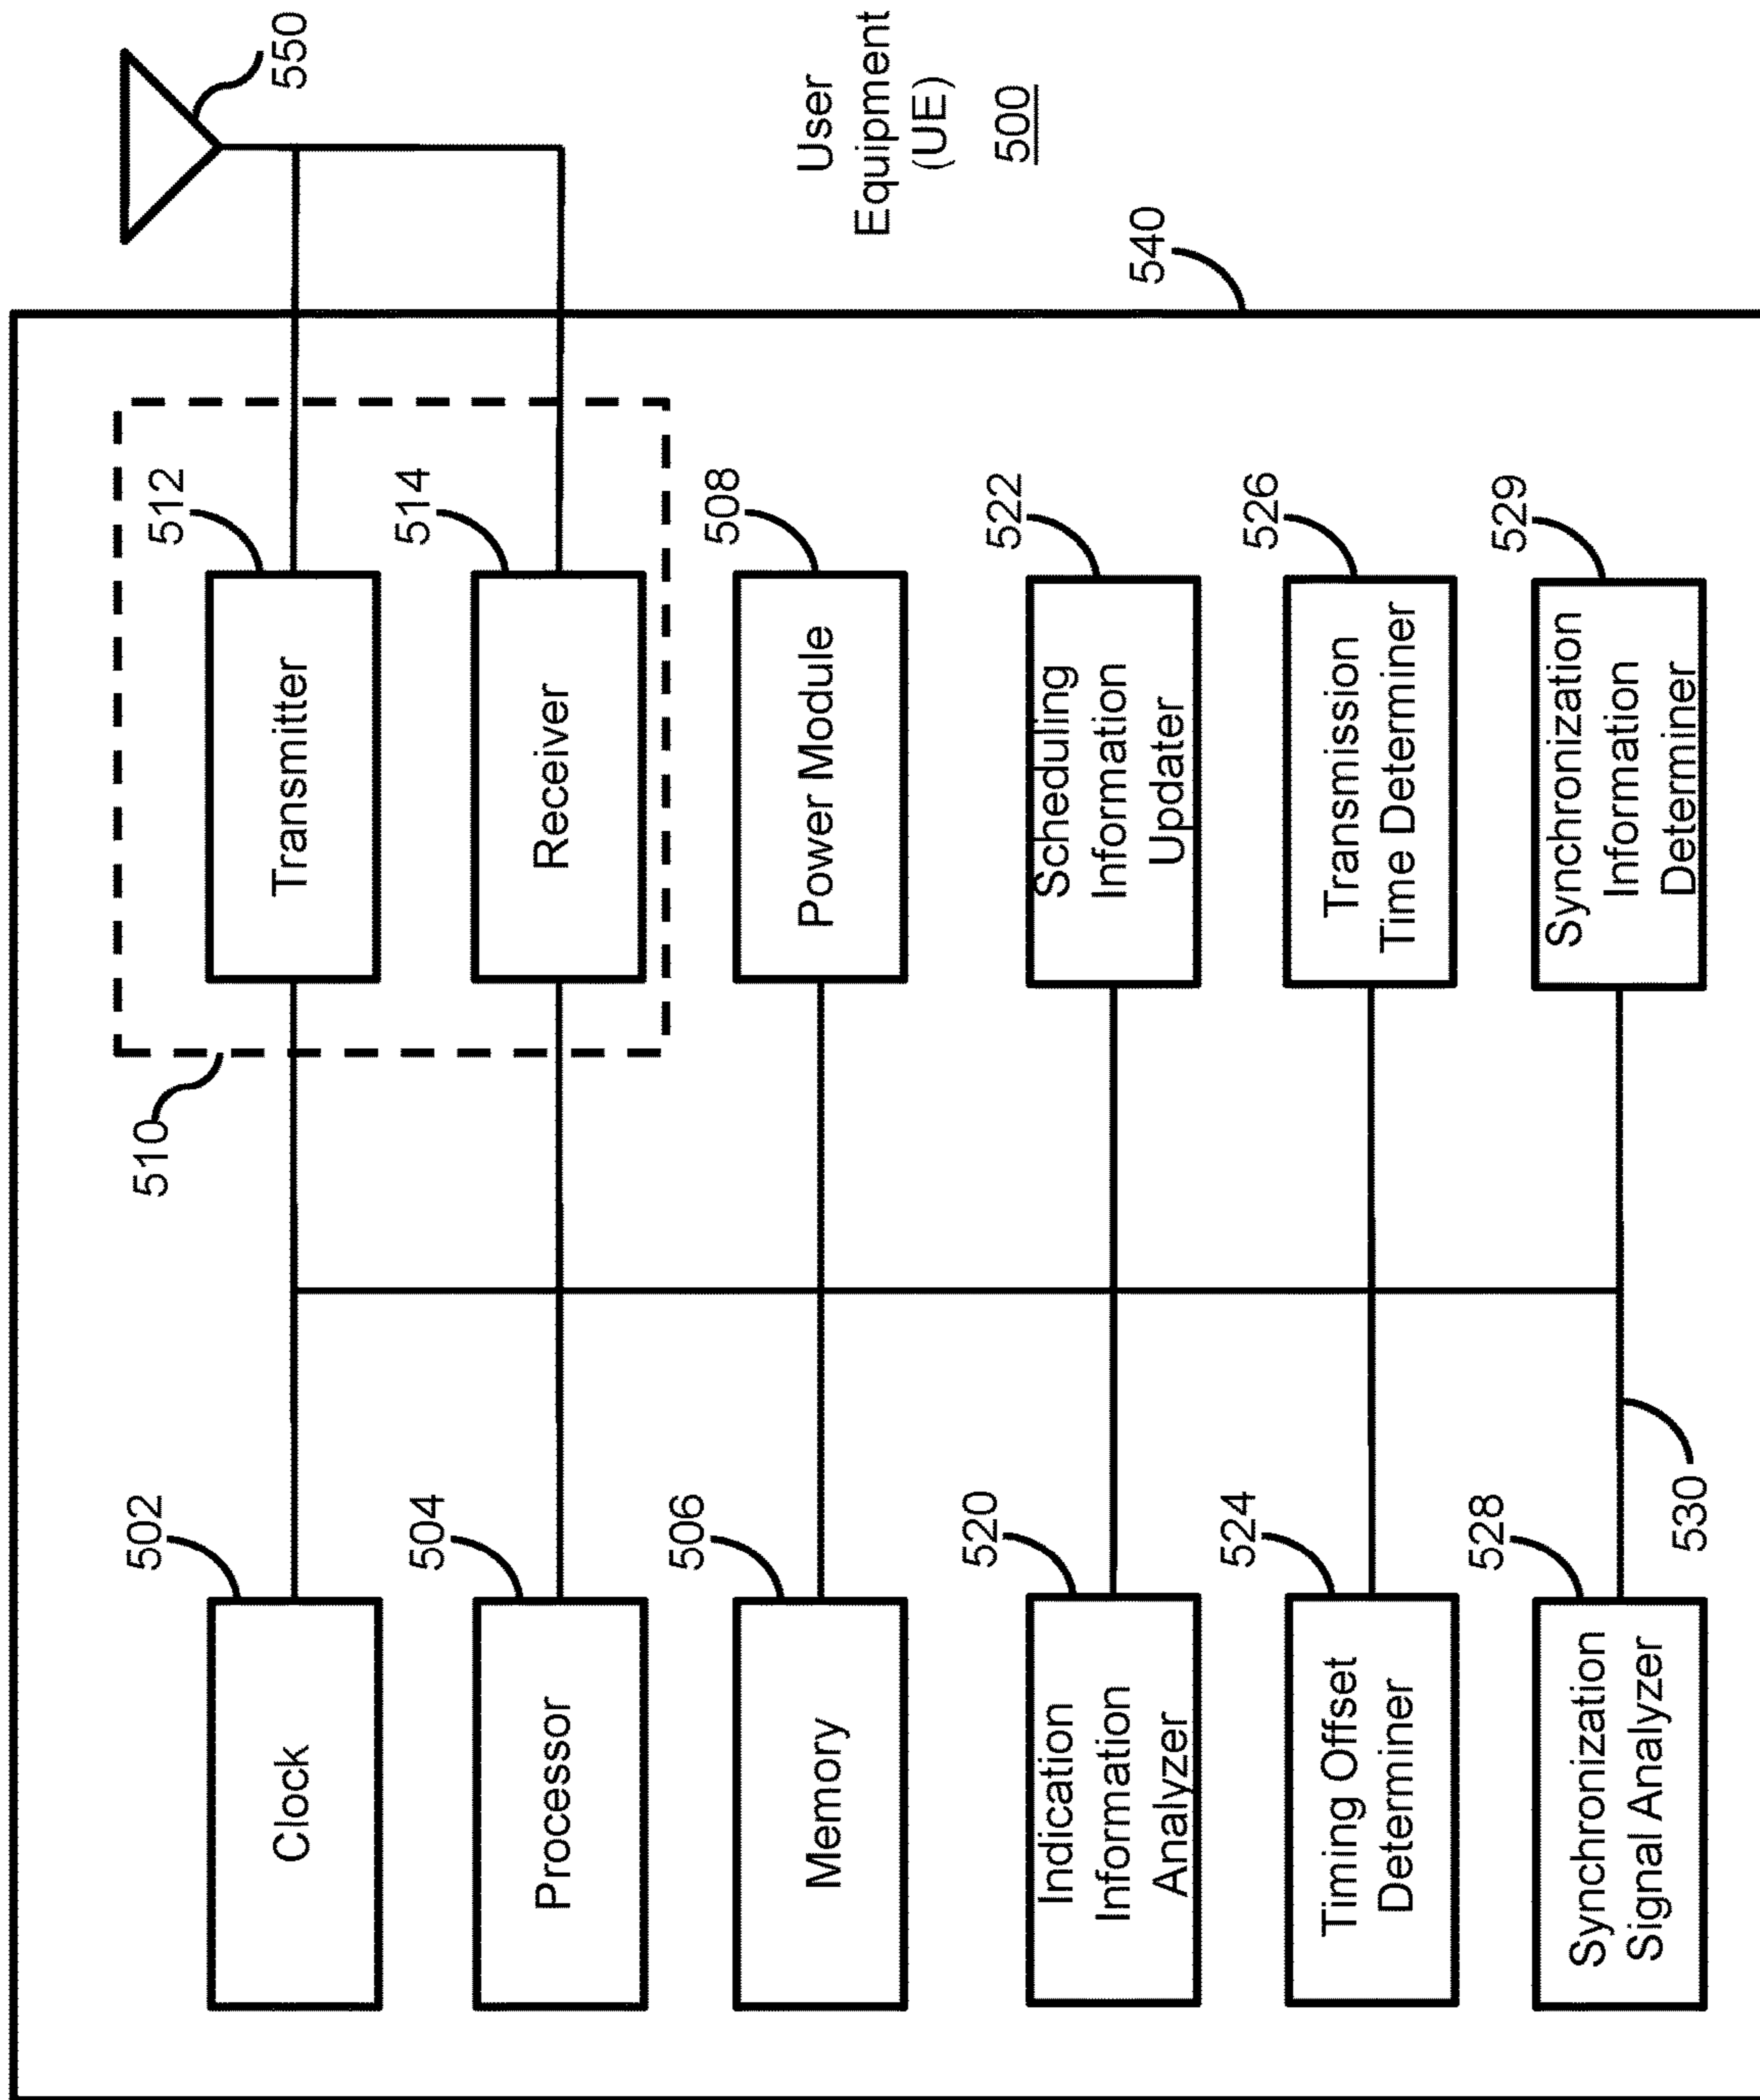 502
Clock
504
Processor
506
Memory
520
Indication
Information
Analyzer
524
Timing Offset
Determiner
528
Synchronization
Signal Analyzer
530
510
512
Transmitter
514
Receiver
508
Power Module
522
Scheduling
Information
Updater
526
Transmission
Time Determiner
529
Synchronization
Information
Determiner
540
550
User
Equipment
(UE)
500